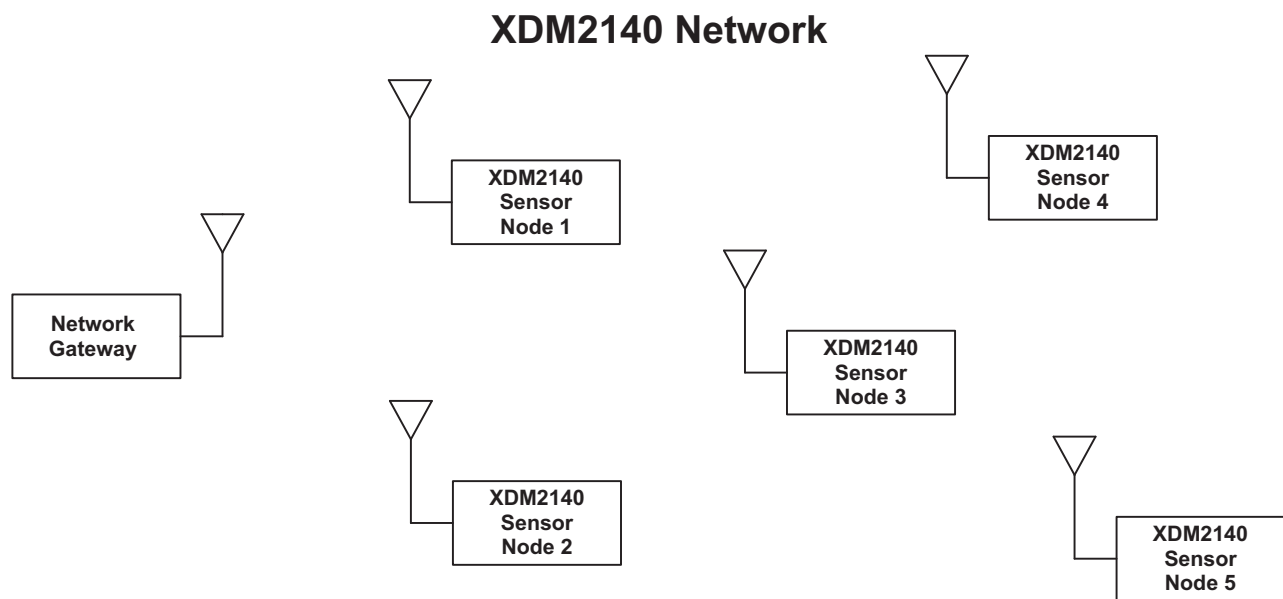 XDM2140 Network
XDM2140
Sensor
Node 1
XDM2140
Sensor
Node 4
Network
Gateway
XDM2140
Sensor
Node 3
XDM2140
Sensor
Node 2
XDM2140
Sensor
Node 5